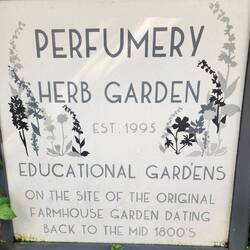 PERFUMERY
HERB GARDEN
EST. 1995
EDUCATIONAL GARDENS
ON THE SITE OF THE ORIGINAL
FARMHOUSE GARDEN DATING
BACK TO THE MID 1800'S